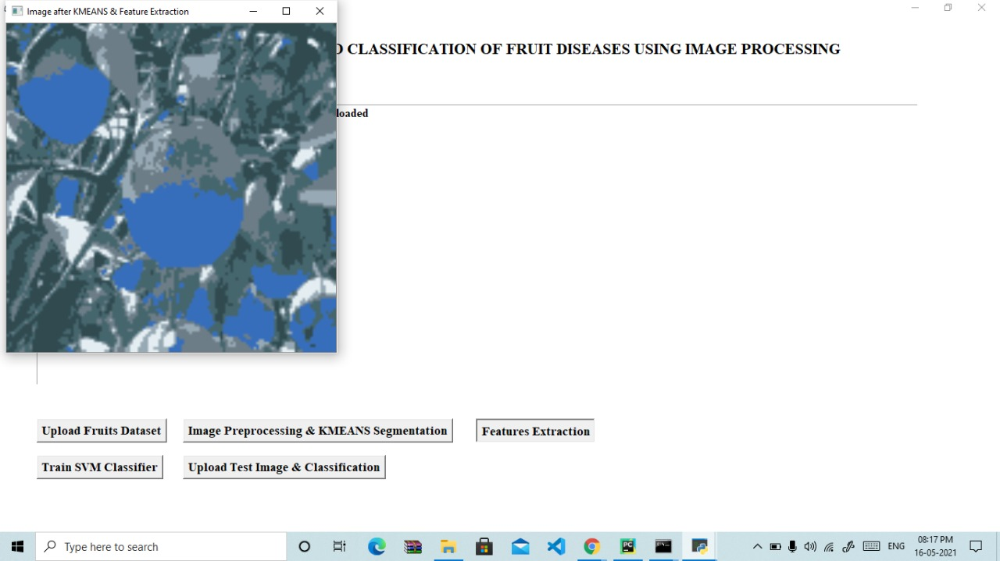 Image after KMEANS & Feature Extraction
CLASSIFICATION OF FRUIT DISEASES USING IMAGE PROCESSING
loaded
Upload Fruits Dataset
Image Preprocessing & KMEANS Segmentation
Features Extraction
Train SVM Classifier
Upload Test Image & Classification
Type here to search
ENG
08:17 PM
16-05-2021